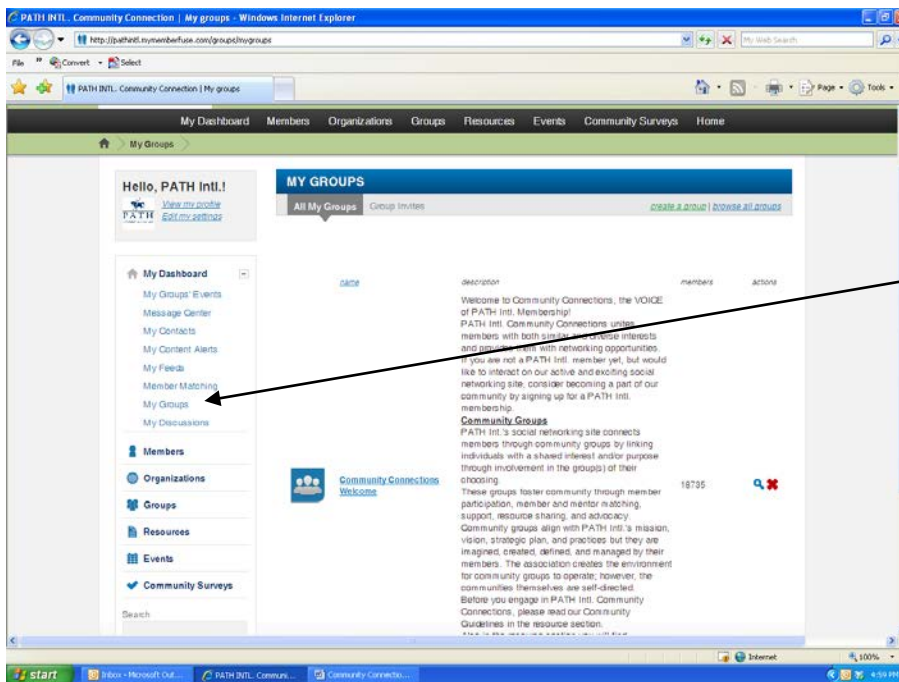 PATH INTL. Community Connection | My groups - Windows Internet Explorer
http://pathintl.mymemberfuse.com/groups/mygroups
My Web Search
File » Convert Select
PATH INTL. Community Connection | My groups
Page Tools
My Dashboard Members Organizations Groups Resources Events Community Surveys Home
My Groups
Hello, PATH Intl.!
View my profile
Edit my settings
PATH
MY GROUPS
All My Groups Group Invites create a group | browse all groups
My Dashboard
My Groups' Events
Message Center
My Contacts
My Content Alerts
My Feeds
Member Matching
My Groups
My Discussions
Members
Organizations
Groups
Resources
Events
Community Surveys
Search
name description members actions
Community Connections
Welcome
Welcome to Community Connections, the VOICE
of PATH Intl. Membership!
PATH Intl. Community Connections unites
members with both similar and diverse interests
and provides them with networking opportunities.
If you are not a PATH Intl. member yet, but would
like to interact on our active and exciting social
networking site, consider becoming a part of our
community by signing up for a PATH Intl.
membership.
Community Groups
PATH Int.'s social networking site connects
members through community groups by linking
individuals with a shared interest and/or purpose
through involvement in the group(s) of their
choosing.
These groups foster community through member
participation, member and mentor matching,
support, resource sharing, and advocacy.
Community groups align with PATH Intl.'s mission,
vision, strategic plan, and practices but they are
imagined, created, defined, and managed by their
members. The association creates the environment
for community groups to operate; however, the
communities themselves are self-directed.
Before you engage in PATH Intl. Community
Connections, please read our Community
Guidelines in the resource section.
Also in the resource section you will find
18735
Internet 100%
start Inbox - Microsoft Out... PATH INTL. Communi... Community Connectio... 4:59 PM